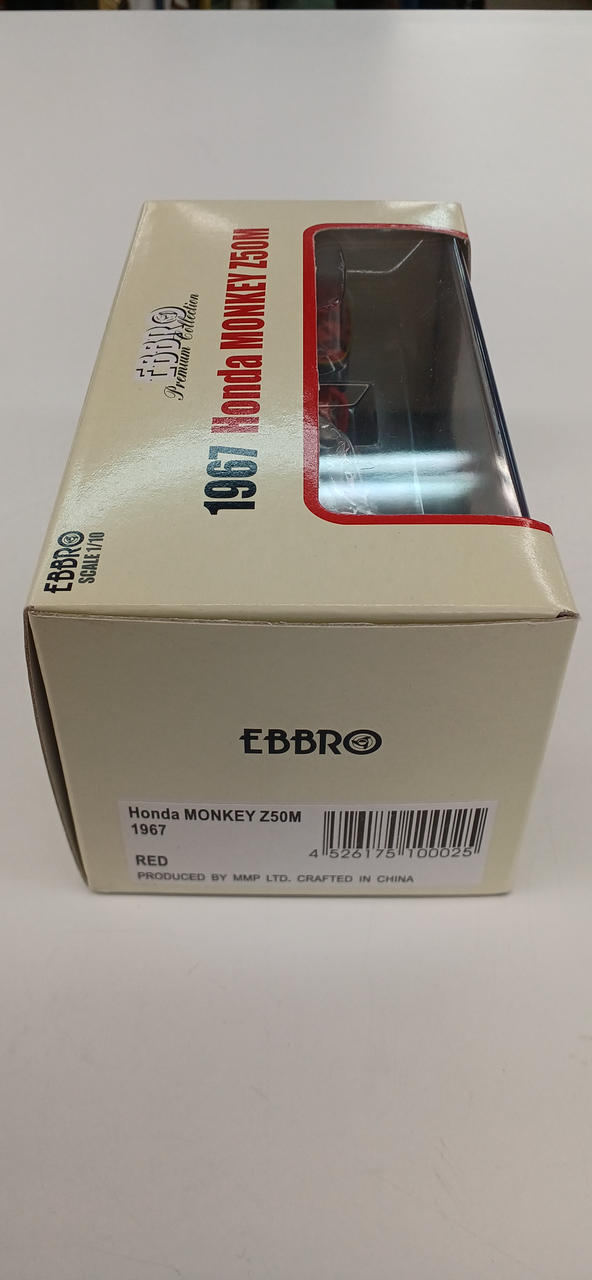 EBBRO
Premium Collection
1967 Honda MONKEY Z50M
EBBRO
SCALE 1/10
EBBRO
Honda MONKEY Z50M
1967
RED
4 526175 100025
PRODUCED BY MMP LTD. CRAFTED IN CHINA